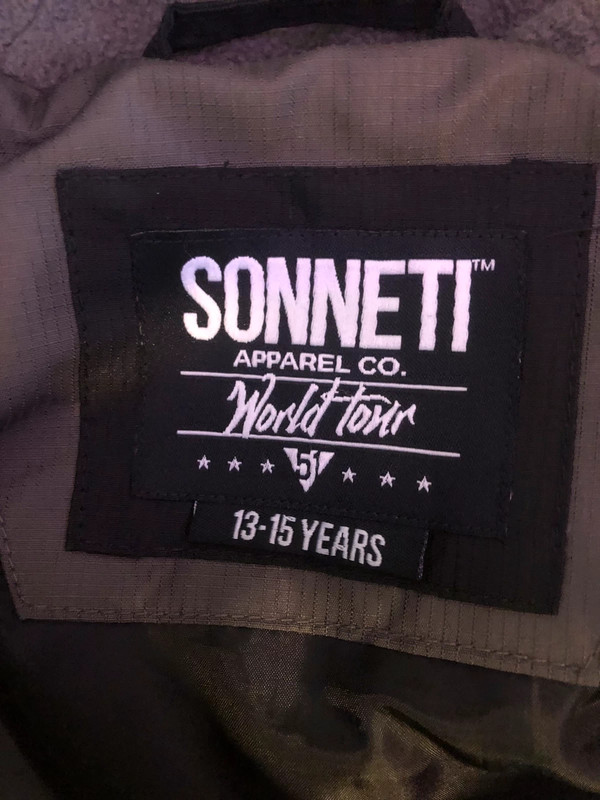 SONNETI™
APPAREL CO.
World tour
13-15 YEARS